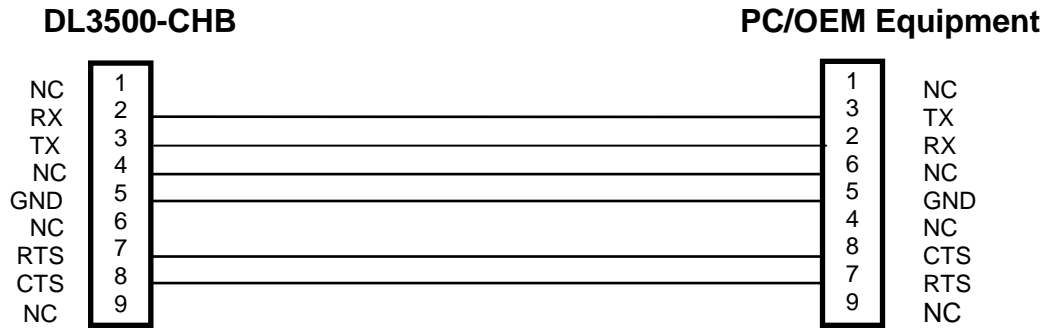 DL3500-CHB PC/OEM Equipment
NC 1 1 NC
RX 2 3 TX
TX 3 2 RX
NC 4 6 NC
GND 5 5 GND
NC 6 4 NC
RTS 7 8 CTS
CTS 8 7 RTS
NC 9 9 NC